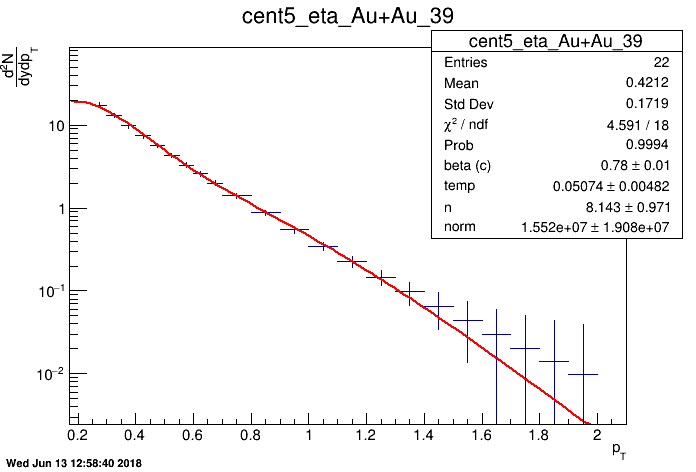 cent5_eta_Au+Au_39
d²N
dydp_T
cent5_eta_Au+Au_39
Entries 22
Mean 0.4212
Std Dev 0.1719
χ² / ndf 4.591 / 18
Prob 0.9994
beta (c) 0.78 ± 0.01
temp 0.05074 ± 0.00482
n 8.143 ± 0.971
norm 1.552e+07 ± 1.908e+07
10
1
10⁻¹
10⁻²
0.2 0.4 0.6 0.8 1 1.2 1.4 1.6 1.8 2
p_T
Wed Jun 13 12:58:40 2018